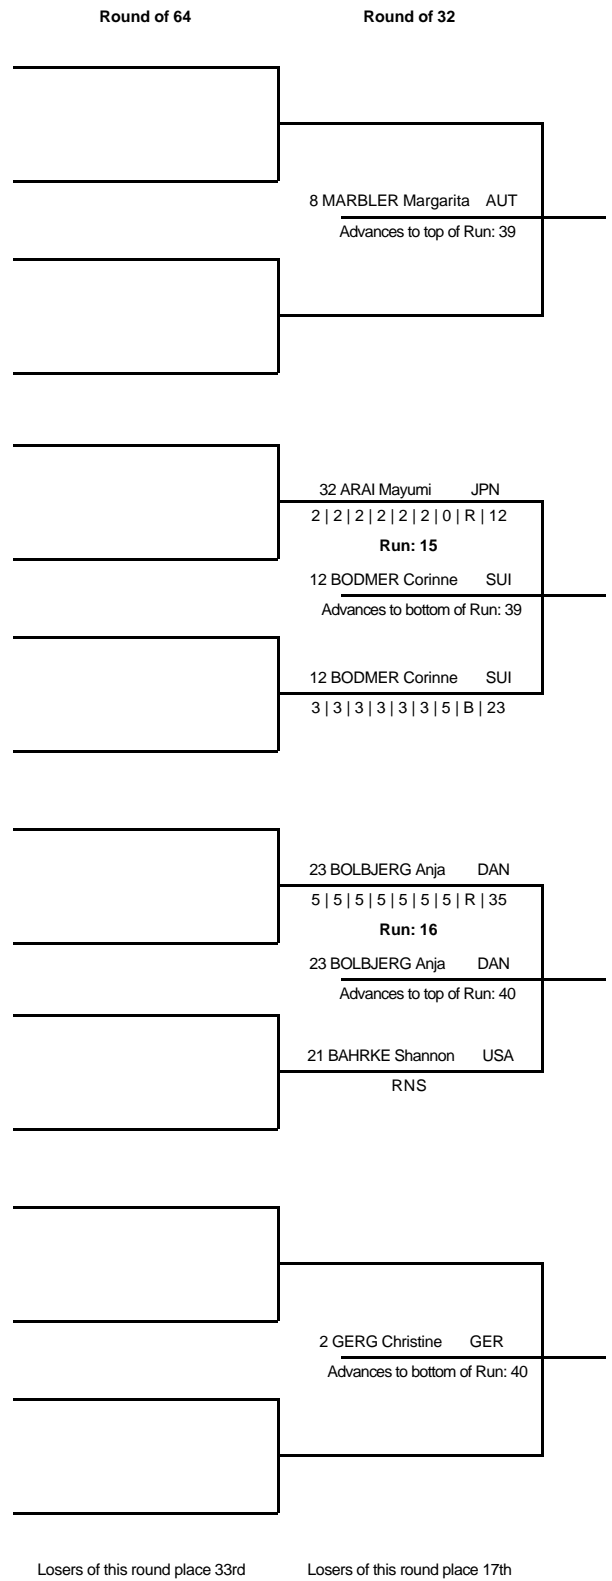 Round of 64 Round of 32
8 MARBLER Margarita AUT
Advances to top of Run: 39
32 ARAI Mayumi JPN
2 | 2 | 2 | 2 | 2 | 2 | 0 | R | 12
Run: 15
12 BODMER Corinne SUI
Advances to bottom of Run: 39
12 BODMER Corinne SUI
3 | 3 | 3 | 3 | 3 | 3 | 5 | B | 23
23 BOLBJERG Anja DAN
5 | 5 | 5 | 5 | 5 | 5 | 5 | R | 35
Run: 16
23 BOLBJERG Anja DAN
Advances to top of Run: 40
21 BAHRKE Shannon USA
RNS
2 GERG Christine GER
Advances to bottom of Run: 40
Losers of this round place 33rd Losers of this round place 17th